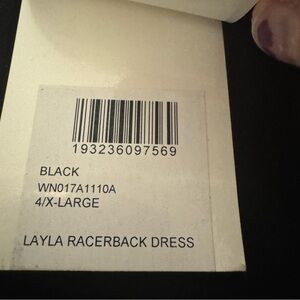 193236097569
BLACK
WN017A1110A
4/X-LARGE
LAYLA RACERBACK DRESS